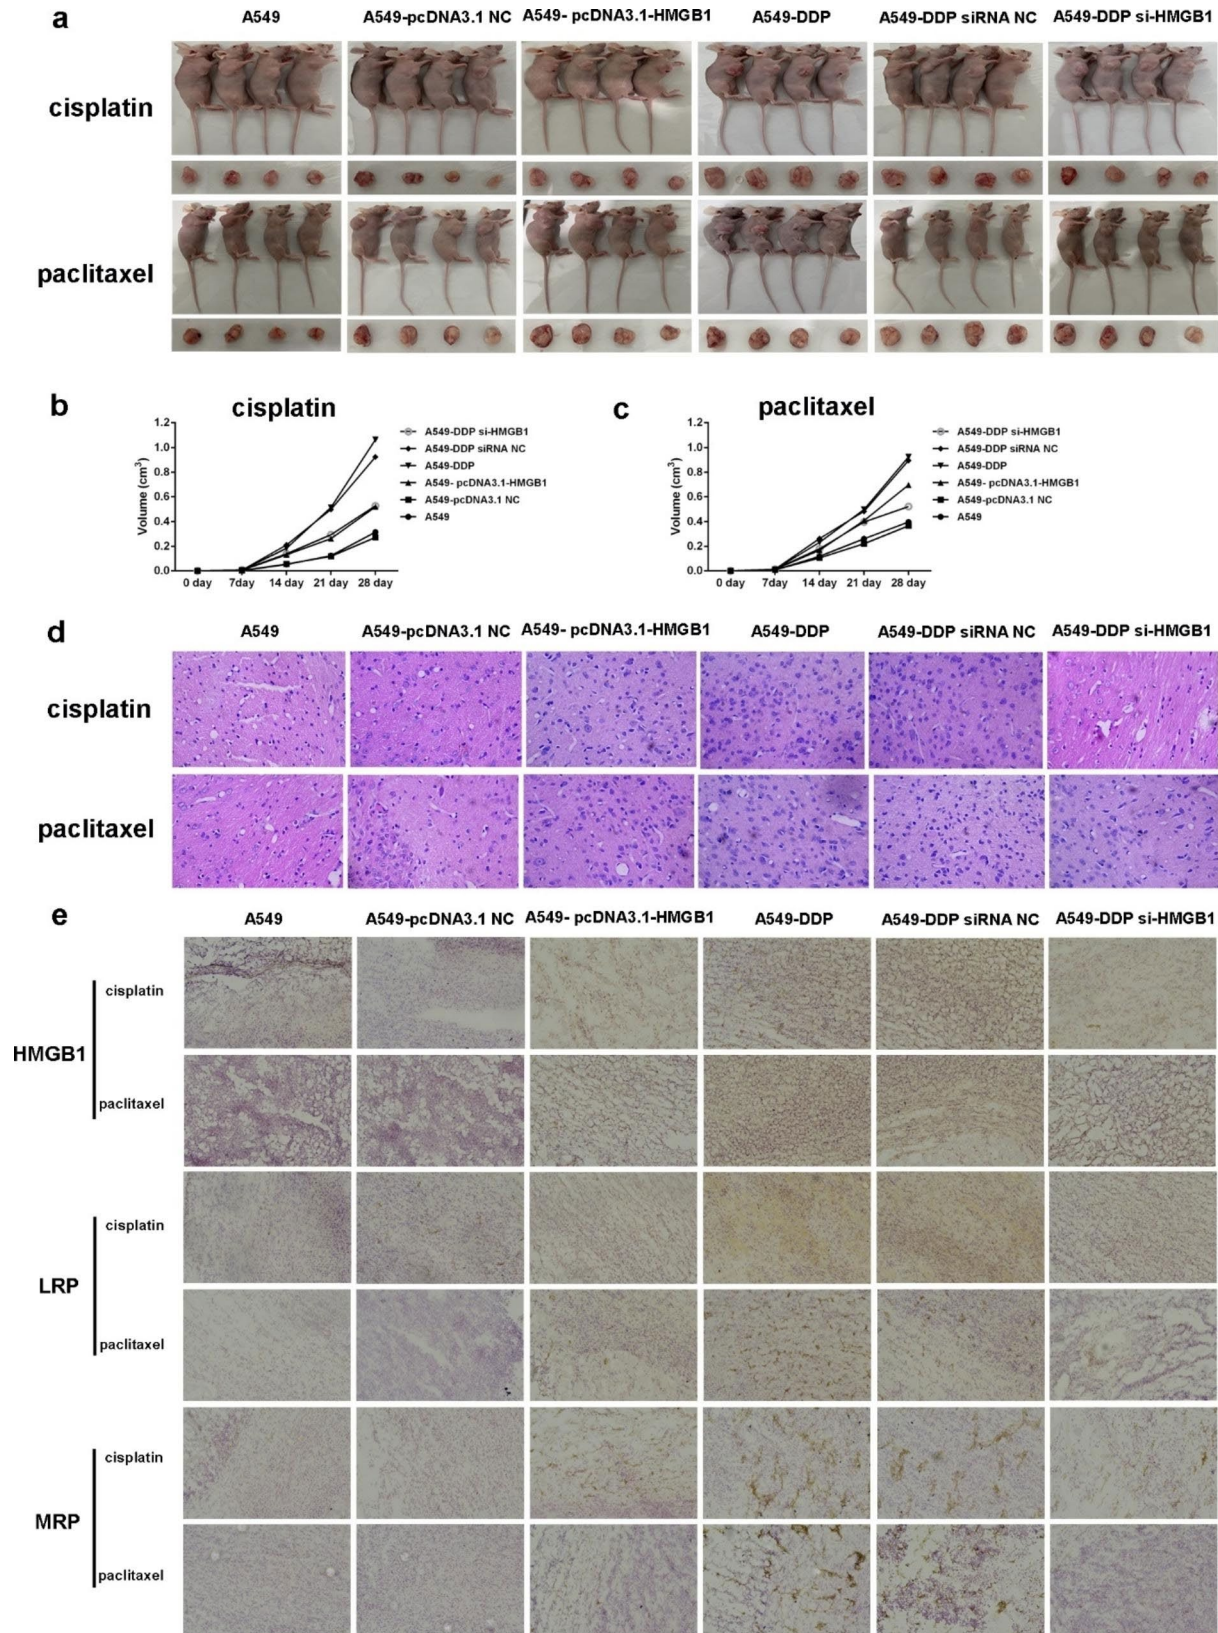 a
A549
A549-pcDNA3.1 NC
A549- pcDNA3.1-HMGB1
A549-DDP
A549-DDP siRNA NC
A549-DDP si-HMGB1
cisplatin
paclitaxel
b
cisplatin
Volume (cm3)
1.2
1.0
0.8
0.6
0.4
0.2
0.0
0 day
7day
14 day
21 day
28 day
A549-DDP si-HMGB1
A549-DDP siRNA NC
A549-DDP
A549- pcDNA3.1-HMGB1
A549-pcDNA3.1 NC
A549
c
paclitaxel
Volume (cm3)
1.2
1.0
0.8
0.6
0.4
0.2
0.0
0 day
7day
14 day
21 day
28 day
A549-DDP si-HMGB1
A549-DDP siRNA NC
A549-DDP
A549- pcDNA3.1-HMGB1
A549-pcDNA3.1 NC
A549
d
A549
A549-pcDNA3.1 NC
A549- pcDNA3.1-HMGB1
A549-DDP
A549-DDP siRNA NC
A549-DDP si-HMGB1
cisplatin
paclitaxel
e
A549
A549-pcDNA3.1 NC
A549- pcDNA3.1-HMGB1
A549-DDP
A549-DDP siRNA NC
A549-DDP si-HMGB1
HMGB1
cisplatin
paclitaxel
LRP
cisplatin
paclitaxel
MRP
cisplatin
paclitaxel